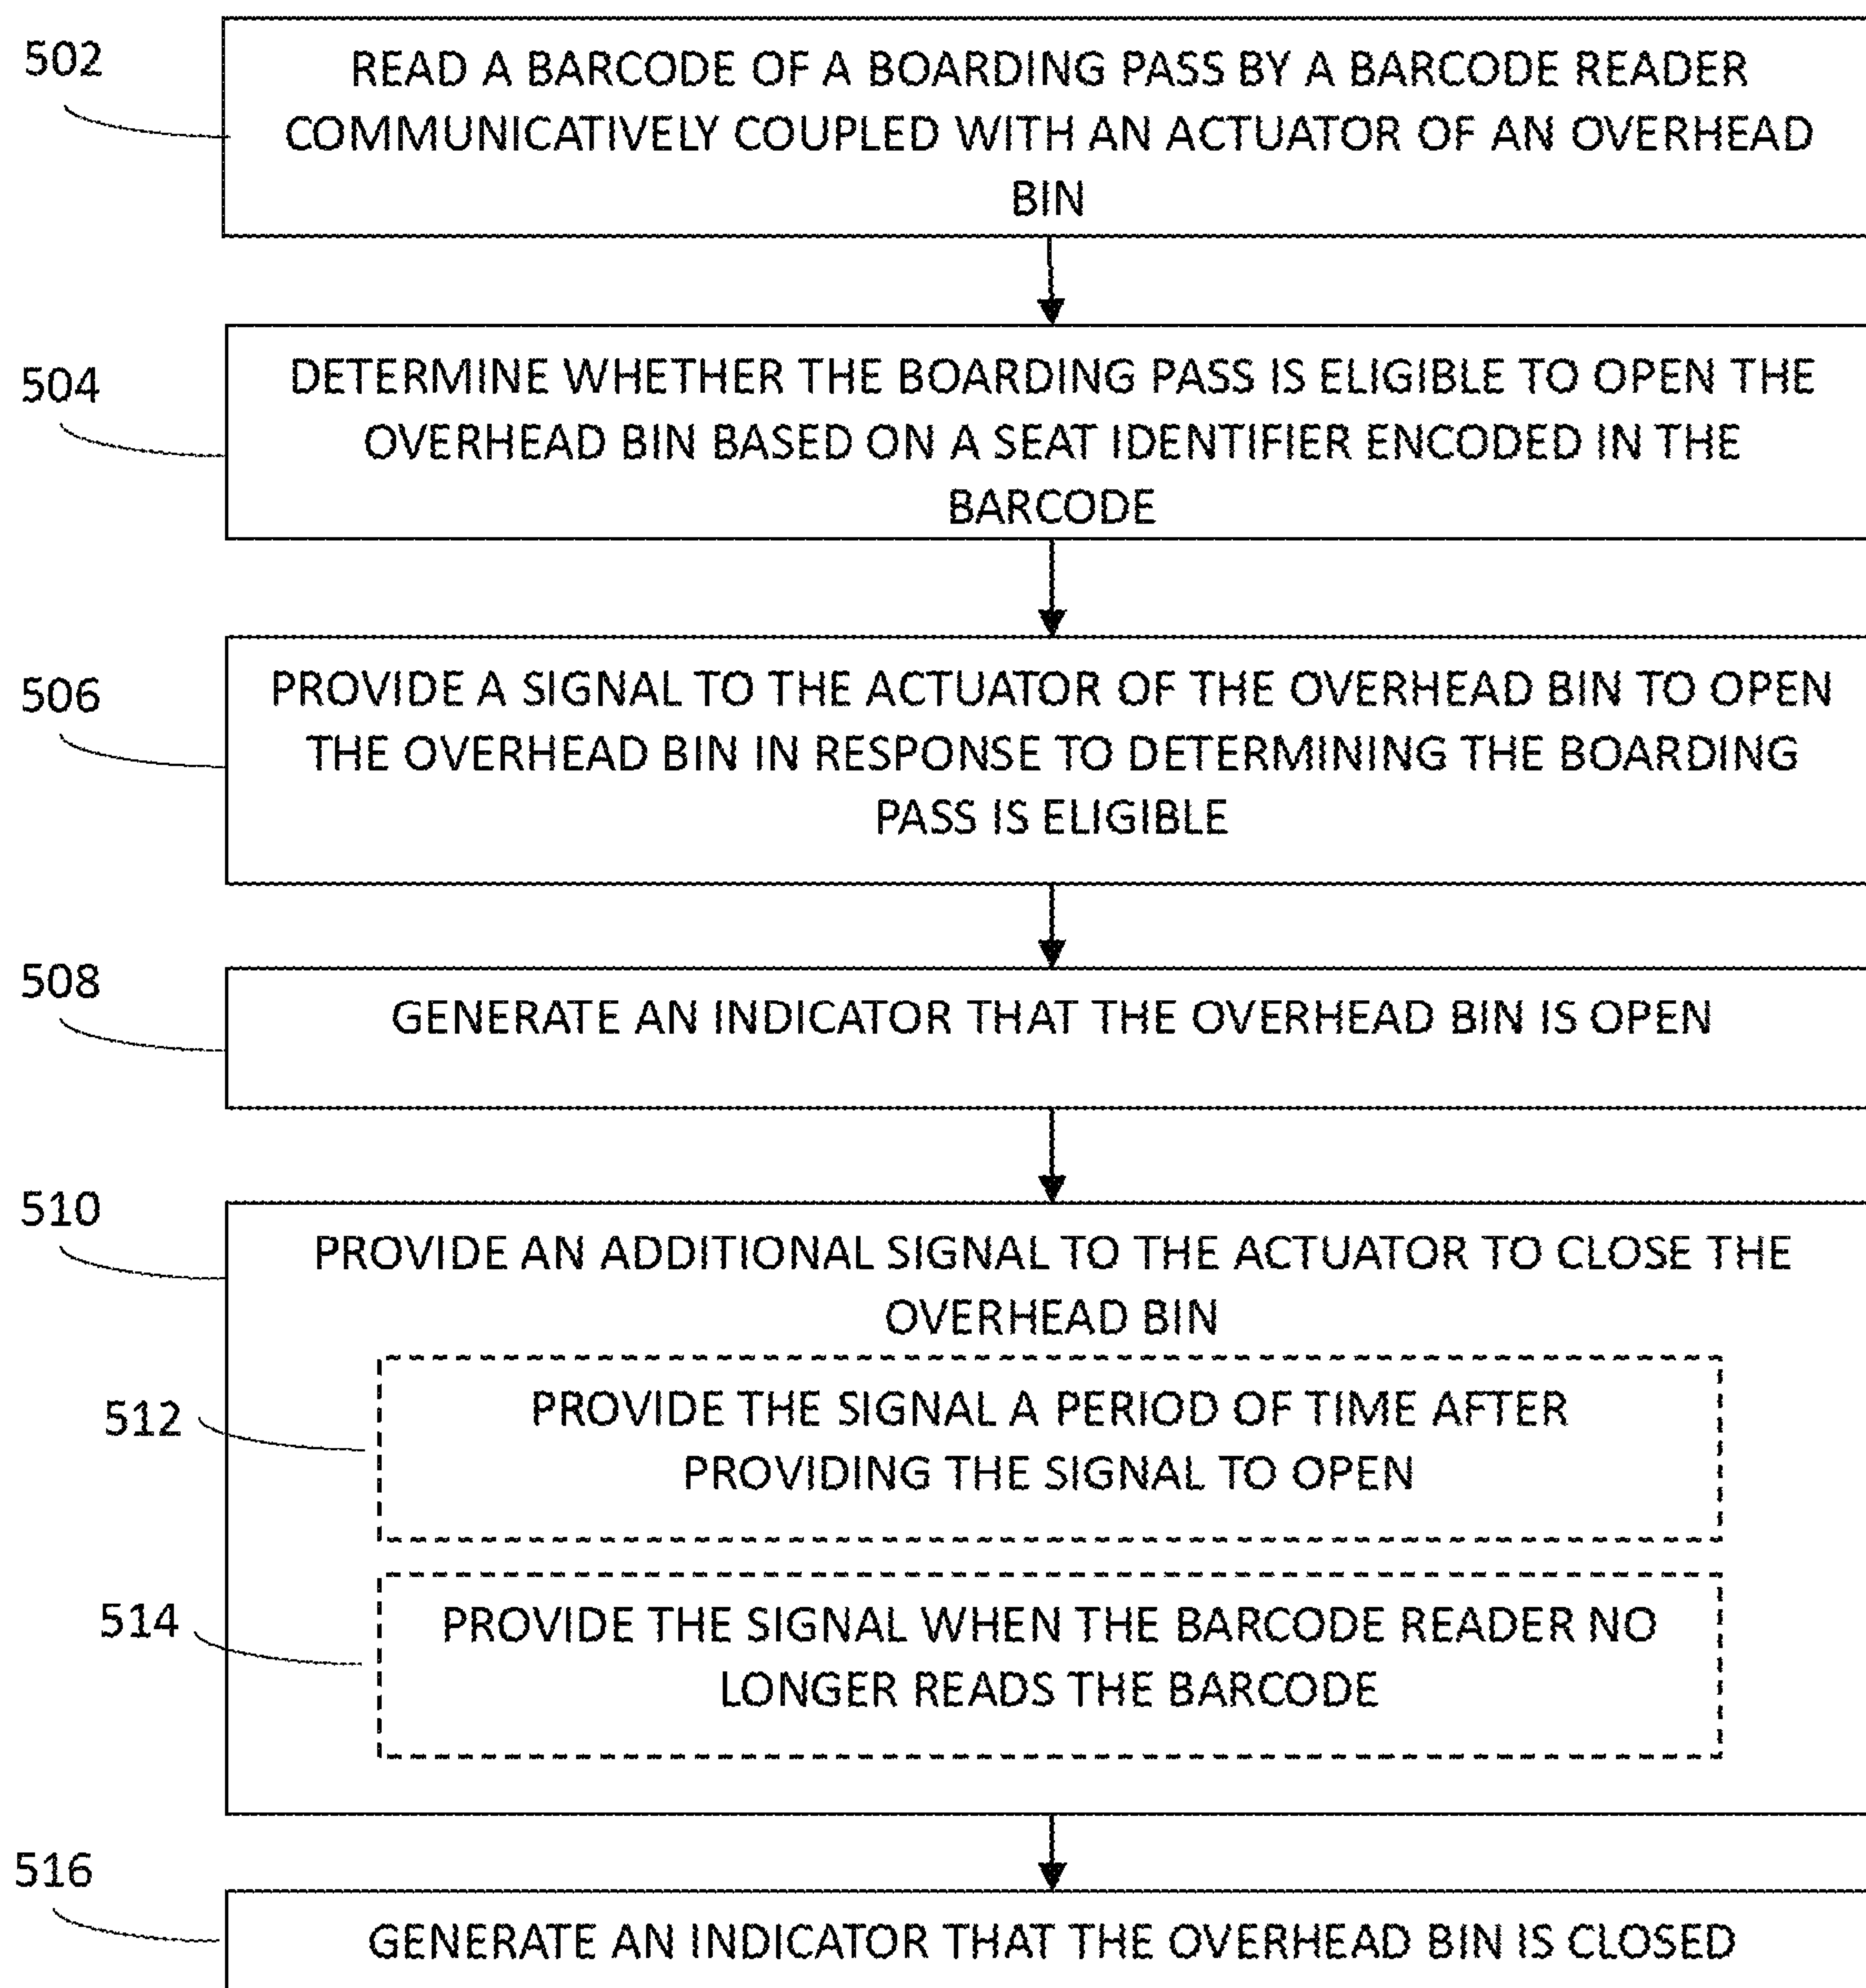 502
READ A BARCODE OF A BOARDING PASS BY A BARCODE READER
COMMUNICATIVELY COUPLED WITH AN ACTUATOR OF AN OVERHEAD
BIN
504
DETERMINE WHETHER THE BOARDING PASS IS ELIGIBLE TO OPEN THE
OVERHEAD BIN BASED ON A SEAT IDENTIFIER ENCODED IN THE
BARCODE
506
PROVIDE A SIGNAL TO THE ACTUATOR OF THE OVERHEAD BIN TO OPEN
THE OVERHEAD BIN IN RESPONSE TO DETERMINING THE BOARDING
PASS IS ELIGIBLE
508
GENERATE AN INDICATOR THAT THE OVERHEAD BIN IS OPEN
510
PROVIDE AN ADDITIONAL SIGNAL TO THE ACTUATOR TO CLOSE THE
OVERHEAD BIN
512
PROVIDE THE SIGNAL A PERIOD OF TIME AFTER
PROVIDING THE SIGNAL TO OPEN
514
PROVIDE THE SIGNAL WHEN THE BARCODE READER NO
LONGER READS THE BARCODE
516
GENERATE AN INDICATOR THAT THE OVERHEAD BIN IS CLOSED